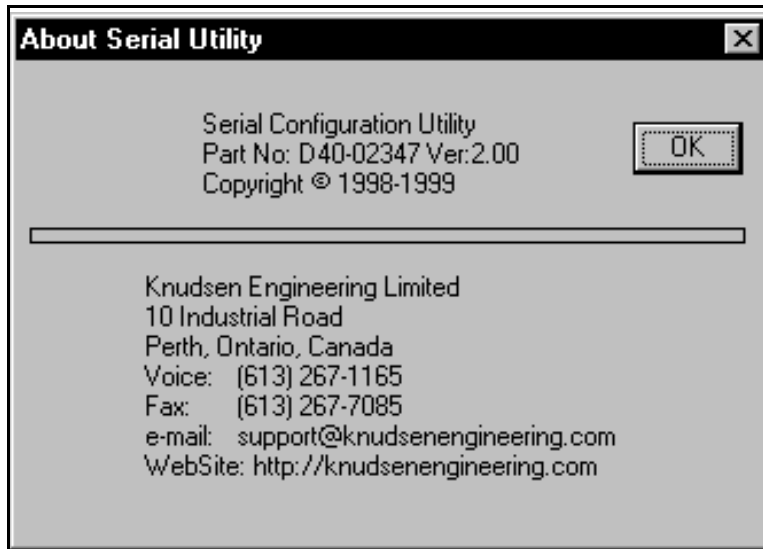 About Serial Utility
Serial Configuration Utility
Part No: D40-02347 Ver:2.00
Copyright © 1998-1999
OK
Knudsen Engineering Limited
10 Industrial Road
Perth, Ontario, Canada
Voice: (613) 267-1165
Fax: (613) 267-7085
e-mail: support@knudsenengineering.com
WebSite: http://knudsenengineering.com